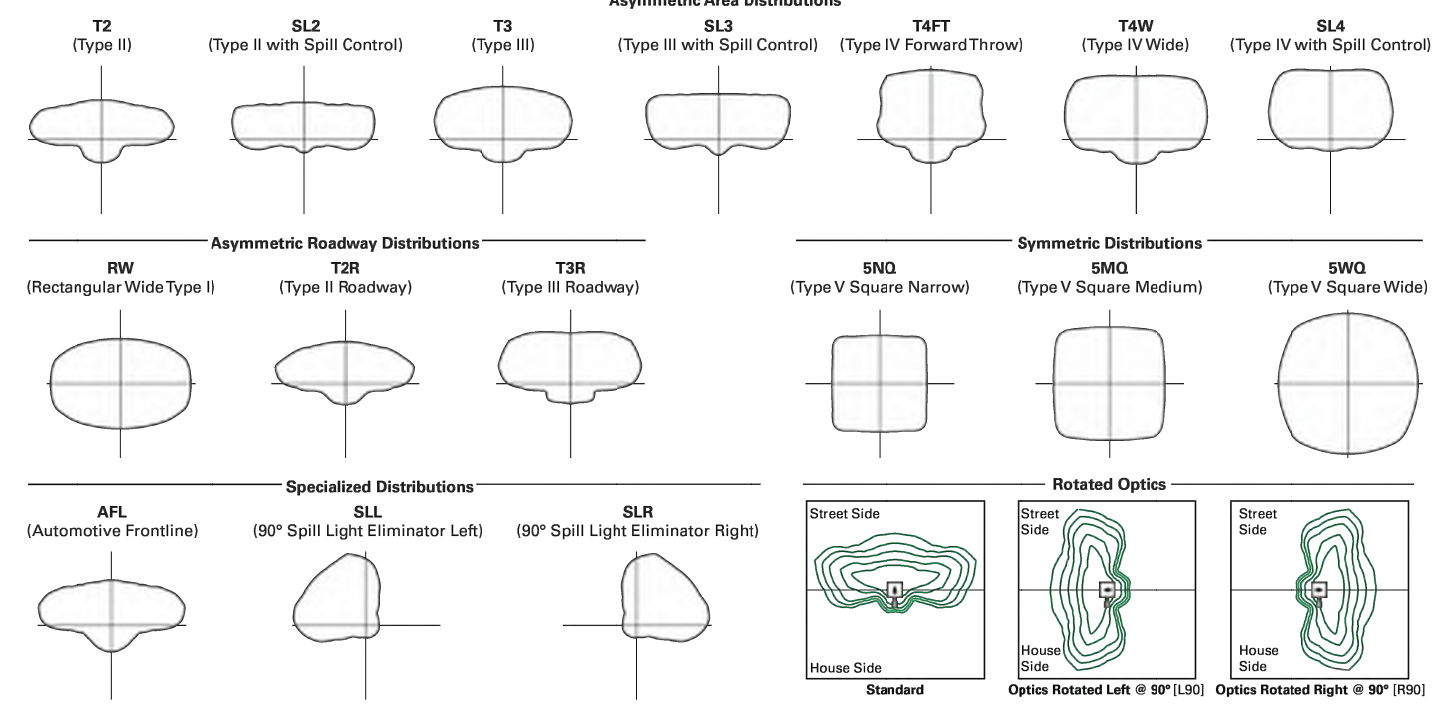 Asymmetric Area Distributions
T2
(Type II)
SL2
(Type II with Spill Control)
T3
(Type III)
SL3
(Type III with Spill Control)
T4FT
(Type IV Forward Throw)
T4W
(Type IV Wide)
SL4
(Type IV with Spill Control)
Asymmetric Roadway Distributions
RW
(Rectangular Wide Type I)
T2R
(Type II Roadway)
T3R
(Type III Roadway)
Symmetric Distributions
5NQ
(Type V Square Narrow)
5MQ
(Type V Square Medium)
5WQ
(Type V Square Wide)
Specialized Distributions
AFL
(Automotive Frontline)
SLL
(90° Spill Light Eliminator Left)
SLR
(90° Spill Light Eliminator Right)
Rotated Optics
Street Side
House Side
Standard
Street
Side
House
Side
Optics Rotated Left @ 90° [L90]
Street
Side
House
Side
Optics Rotated Right @ 90° [R90]